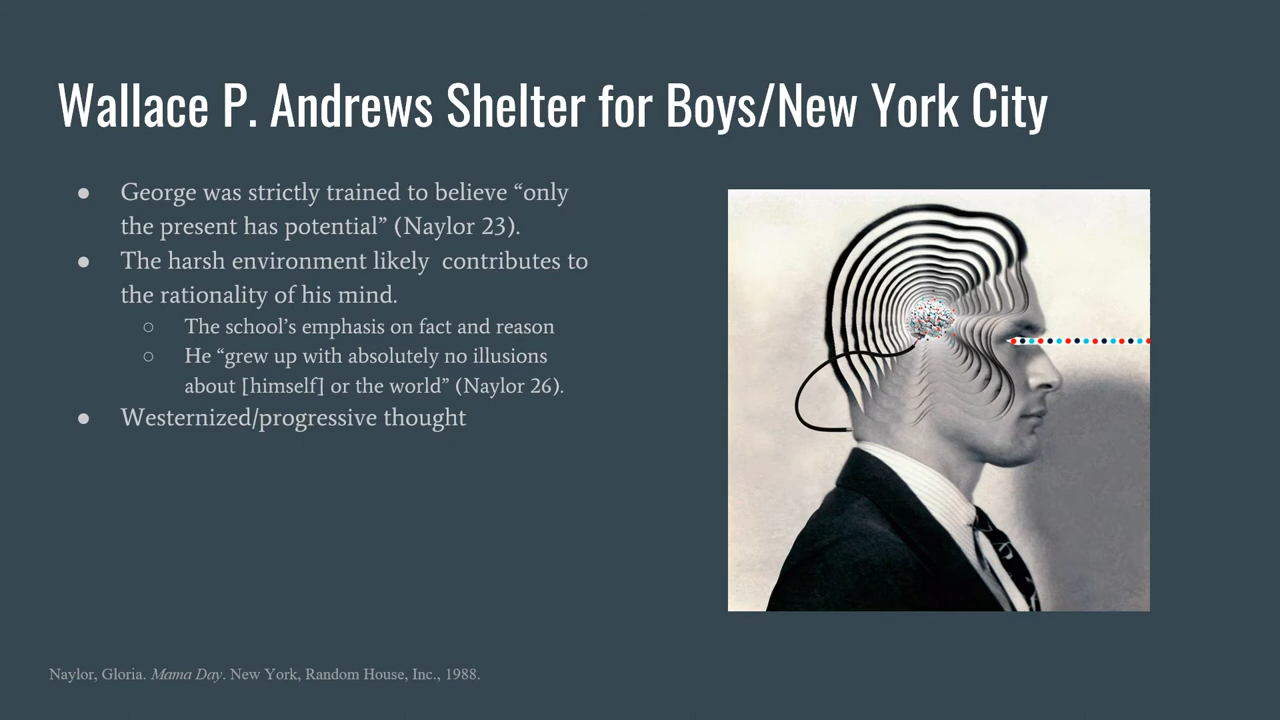 Wallace P. Andrews Shelter for Boys/New York City
● George was strictly trained to believe “only
the present has potential” (Naylor 23).
● The harsh environment likely  contributes to
the rationality of his mind.
○ The school’s emphasis on fact and reason
○ He “grew up with absolutely no illusions
about [himself] or the world” (Naylor 26).
● Westernized/progressive thought
Naylor, Gloria. Mama Day. New York, Random House, Inc., 1988.